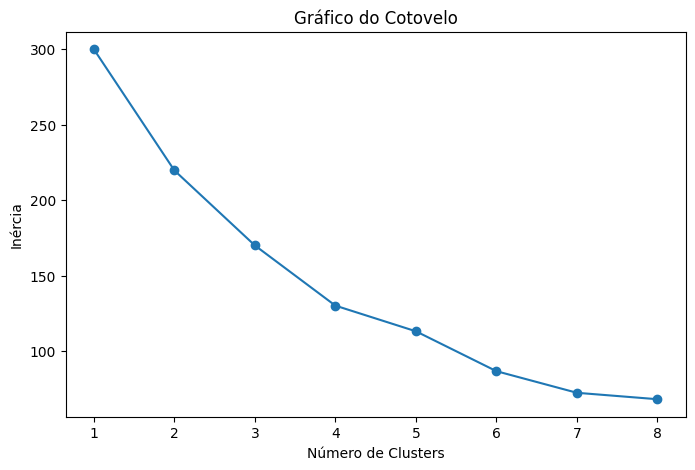 Gráfico do Cotovelo
300
250
200
150
100
Inércia
1 2 3 4 5 6 7 8
Número de Clusters